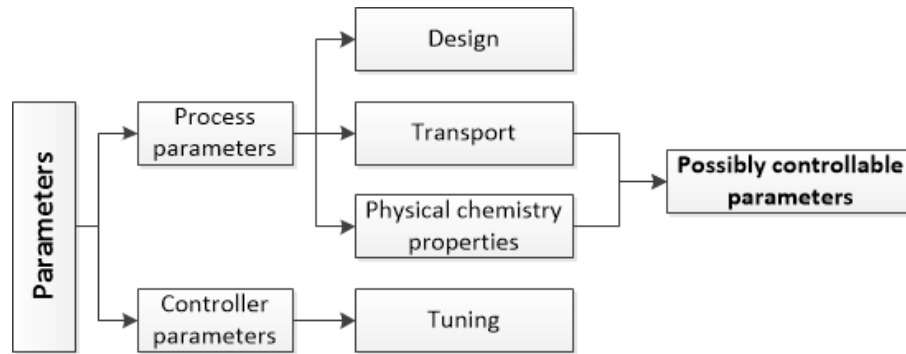 Parameters
Process
parameters
Controller
parameters
Design
Transport
Physical chemistry
properties
Tuning
Possibly controllable
parameters